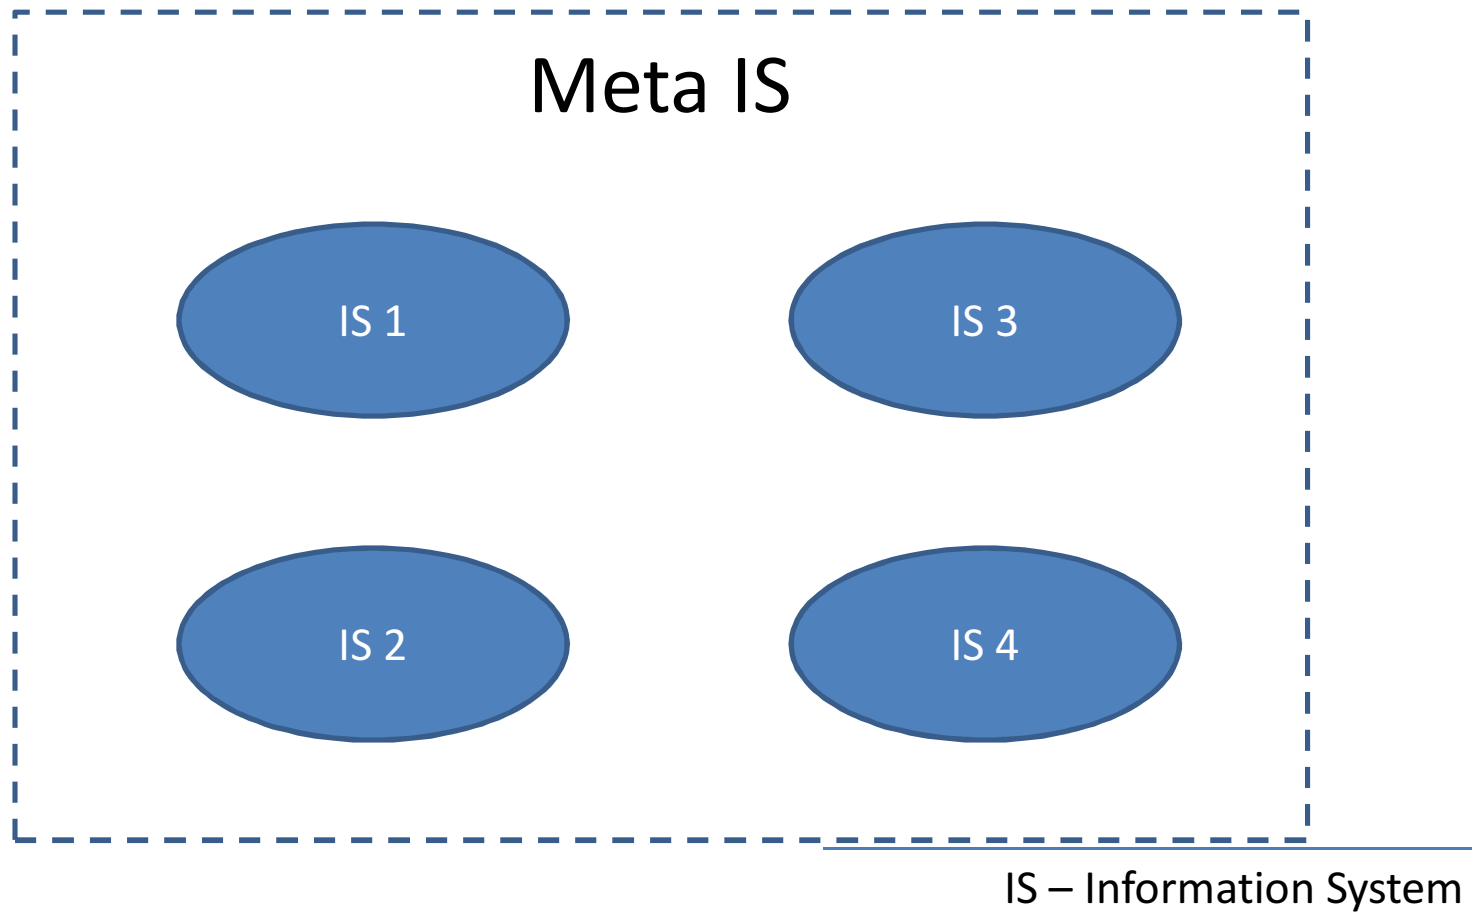 Meta IS
IS 1
IS 3
IS 2
IS 4
IS – Information System